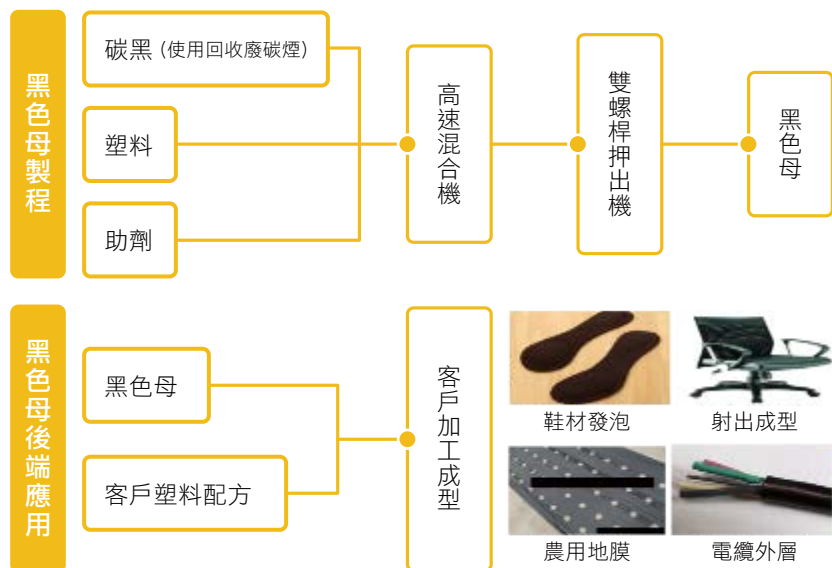 黑色母製程
碳黑 (使用回收廢碳煙)
塑料
助劑
高速混合機
雙螺桿押出機
黑色母
黑色母後端應用
黑色母
客戶塑料配方
客戶加工成型
鞋材發泡
射出成型
農用地膜
電纜外層